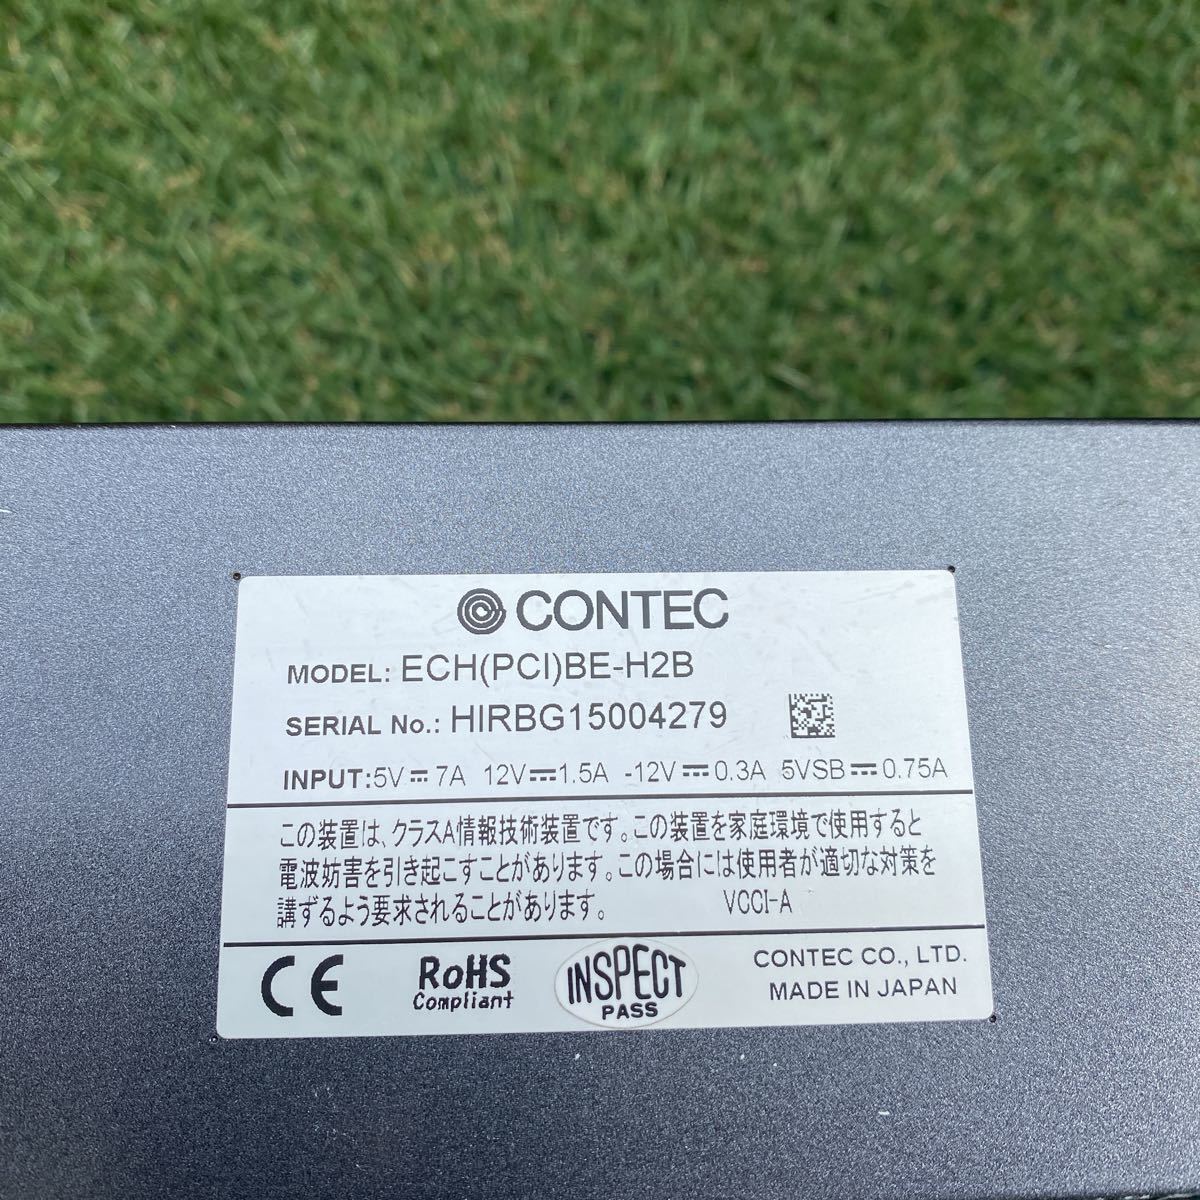 CONTEC
MODEL: ECH(PCI)BE-H2B
SERIAL No.: HIRBG15004279
INPUT:5V⎓7A 12V⎓1.5A -12V⎓0.3A 5VSB⎓0.75A
この装置は、クラスA情報技術装置です。この装置を家庭環境で使用すると
電波妨害を引き起こすことがあります。この場合には使用者が適切な対策を
講ずるよう要求されることがあります。 VCCI-A
CE
RoHS
Compliant
INSPECT
PASS
CONTEC CO., LTD.
MADE IN JAPAN